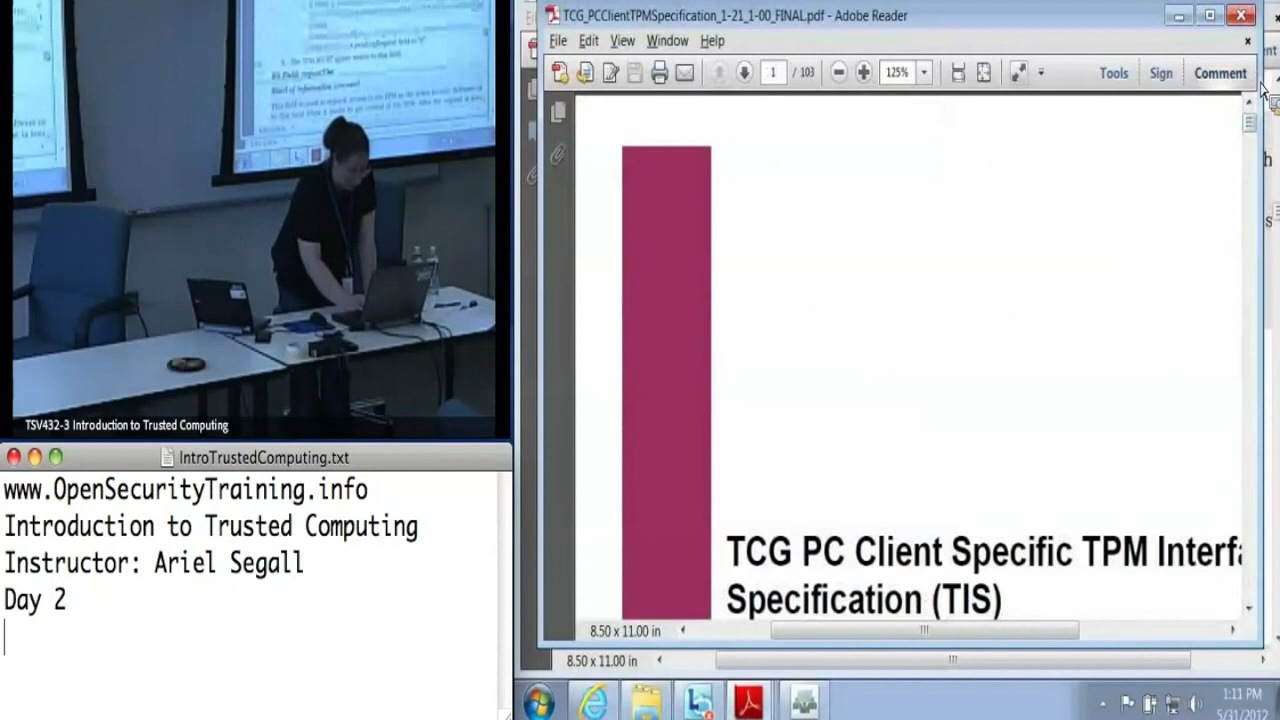 TSV432-3 Introduction to Trusted Computing
IntroTrustedComputing.txt
www.OpenSecurityTraining.info
Introduction to Trusted Computing
Instructor: Ariel Segall
Day 2
TCG_PCClientTPMSpecification_1-21_1-00_FINAL.pdf - Adobe Reader
File Edit View Window Help
1 / 103 125% Tools Sign Comment
TCG PC Client Specific TPM Interfa
Specification (TIS)
8.50 x 11.00 in
8.50 x 11.00 in
1:11 PM
5/31/2012